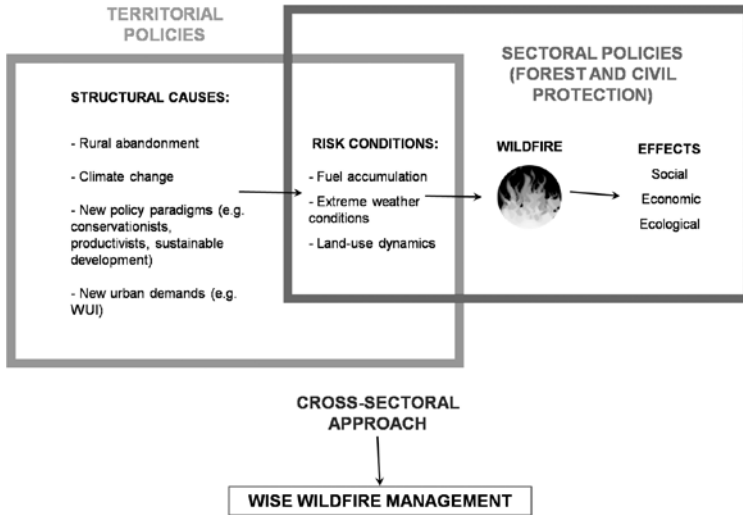 TERRITORIAL
POLICIES
SECTORAL POLICIES
(FOREST AND CIVIL
PROTECTION)
STRUCTURAL CAUSES:
- Rural abandonment
- Climate change
- New policy paradigms (e.g.
conservationists,
productivists, sustainable
development)
- New urban demands (e.g.
WUI)
RISK CONDITIONS:
- Fuel accumulation
- Extreme weather
conditions
- Land-use dynamics
WILDFIRE
EFFECTS
Social
Economic
Ecological
CROSS-SECTORAL
APPROACH
WISE WILDFIRE MANAGEMENT